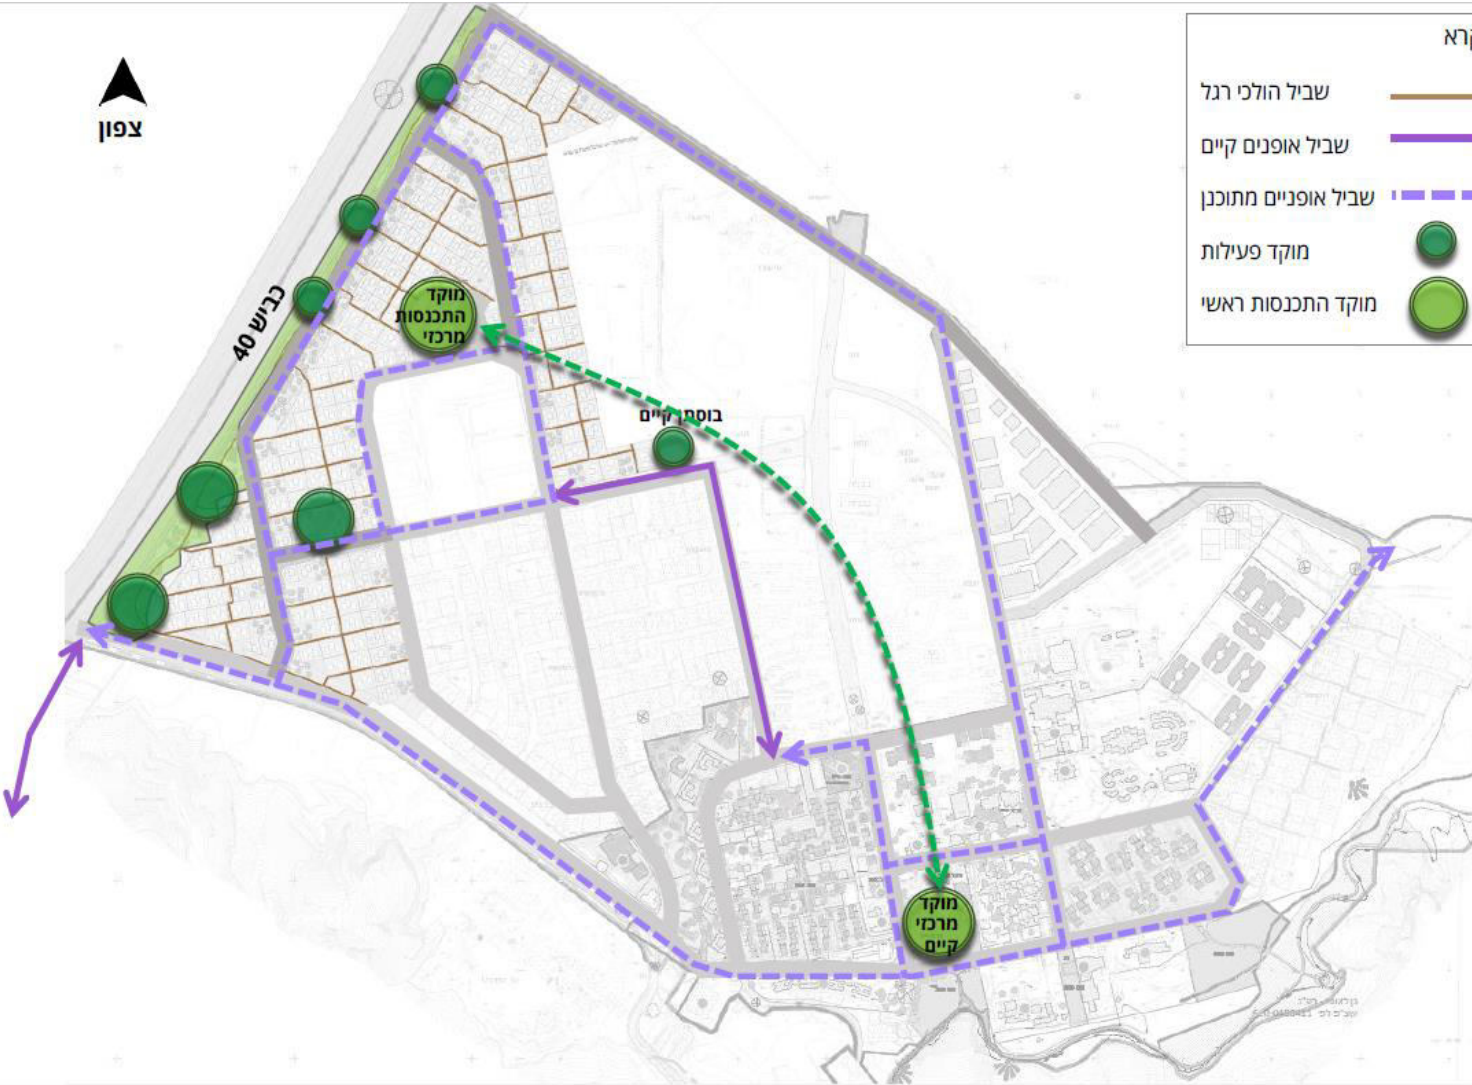 קרא
שביל הולכי רגל
שביל אופנים קיים
שביל אופניים מתוכנן
מוקד פעילות
מוקד התכנסות ראשי
צפון
כביש 40
מוקד
התכנסות
מרכזי
בוסתן קיים
מוקד
מרכזי
קיים